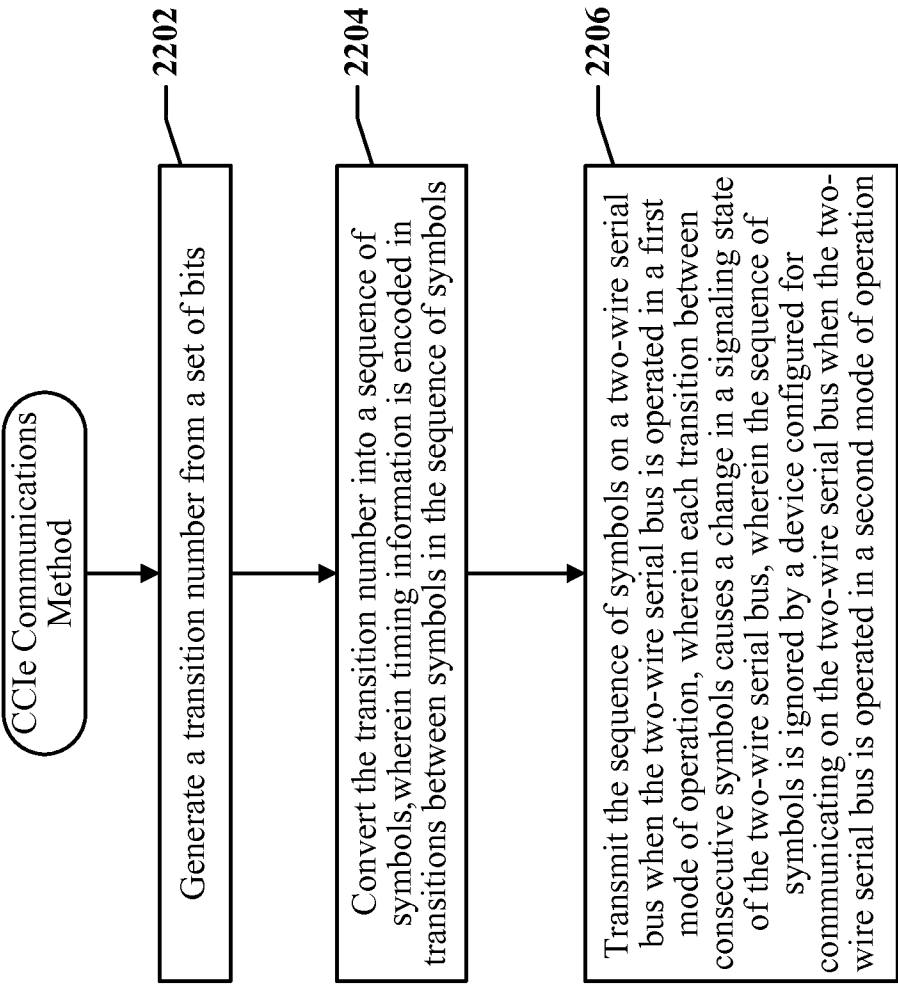 CCIe Communications
Method
2202
Generate a transition number from a set of bits
2204
Convert the transition number into a sequence of
symbols,wherein timing information is encoded in
transitions between symbols in the sequence of symbols
2206
Transmit the sequence of symbols on a two-wire serial
bus when the two-wire serial bus is operated in a first
mode of operation, wherein each transition between
consecutive symbols causes a change in a signaling state
of the two-wire serial bus, wherein the sequence of
symbols is ignored by a device configured for
communicating on the two-wire serial bus when the two-
wire serial bus is operated in a second mode of operation